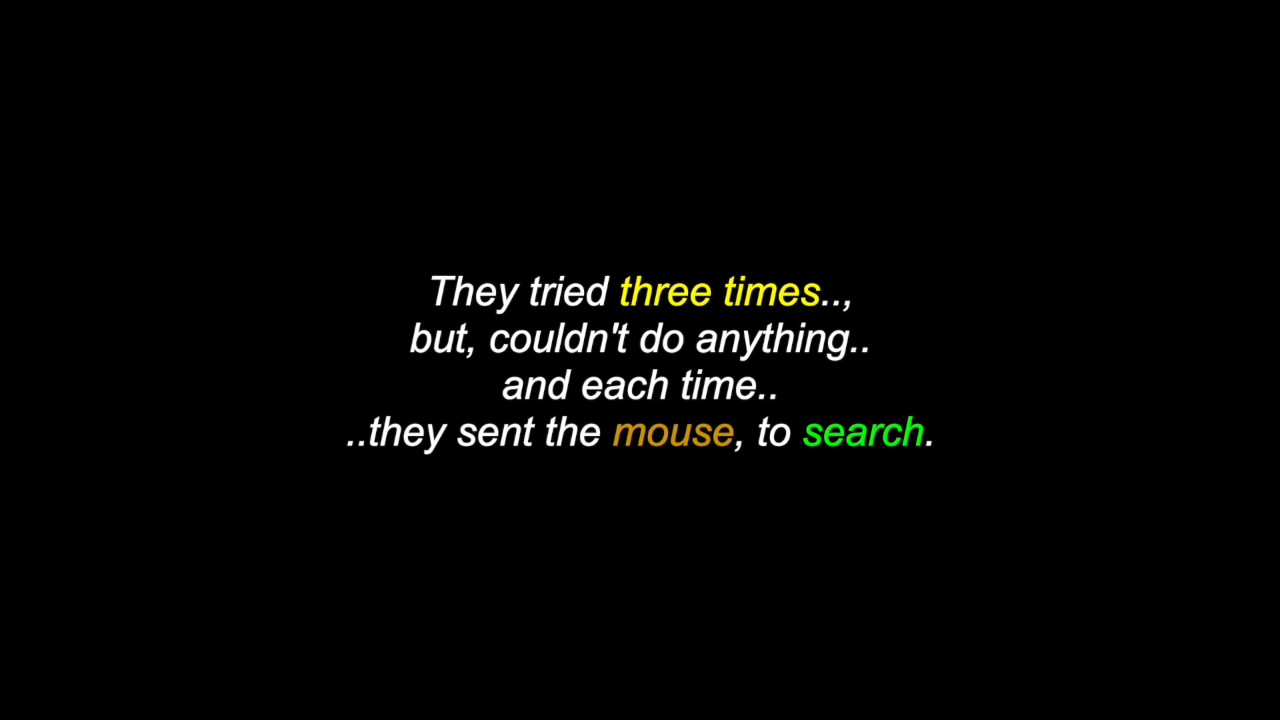 They tried three times..,
but, couldn't do anything..
and each time..
..they sent the mouse, to search.